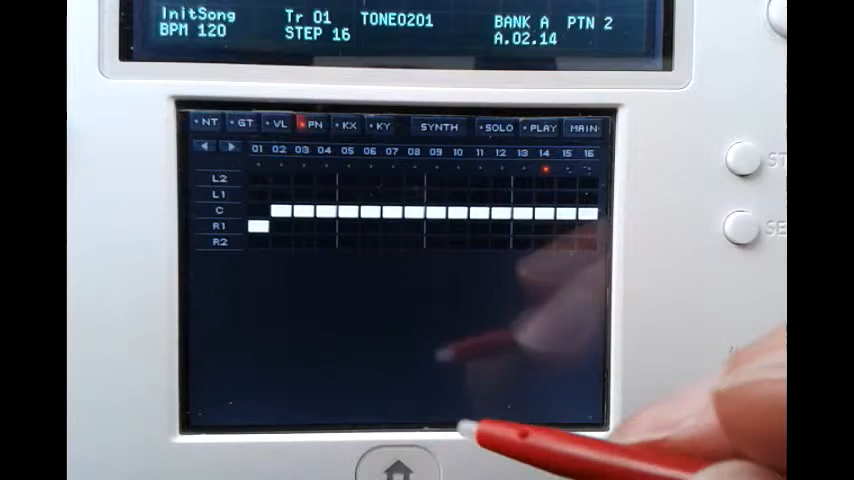 InitSong Tr 01 TONE0201 BANK A PTN 2
BPM 120 STEP 16 A.02.14
NT GT VL PN KX KY SYNTH SOLO PLAY MAIN
01 02 03 04 05 06 07 08 09 10 11 12 13 14 15 16
L2
L1
C
R1
R2
ST
SE